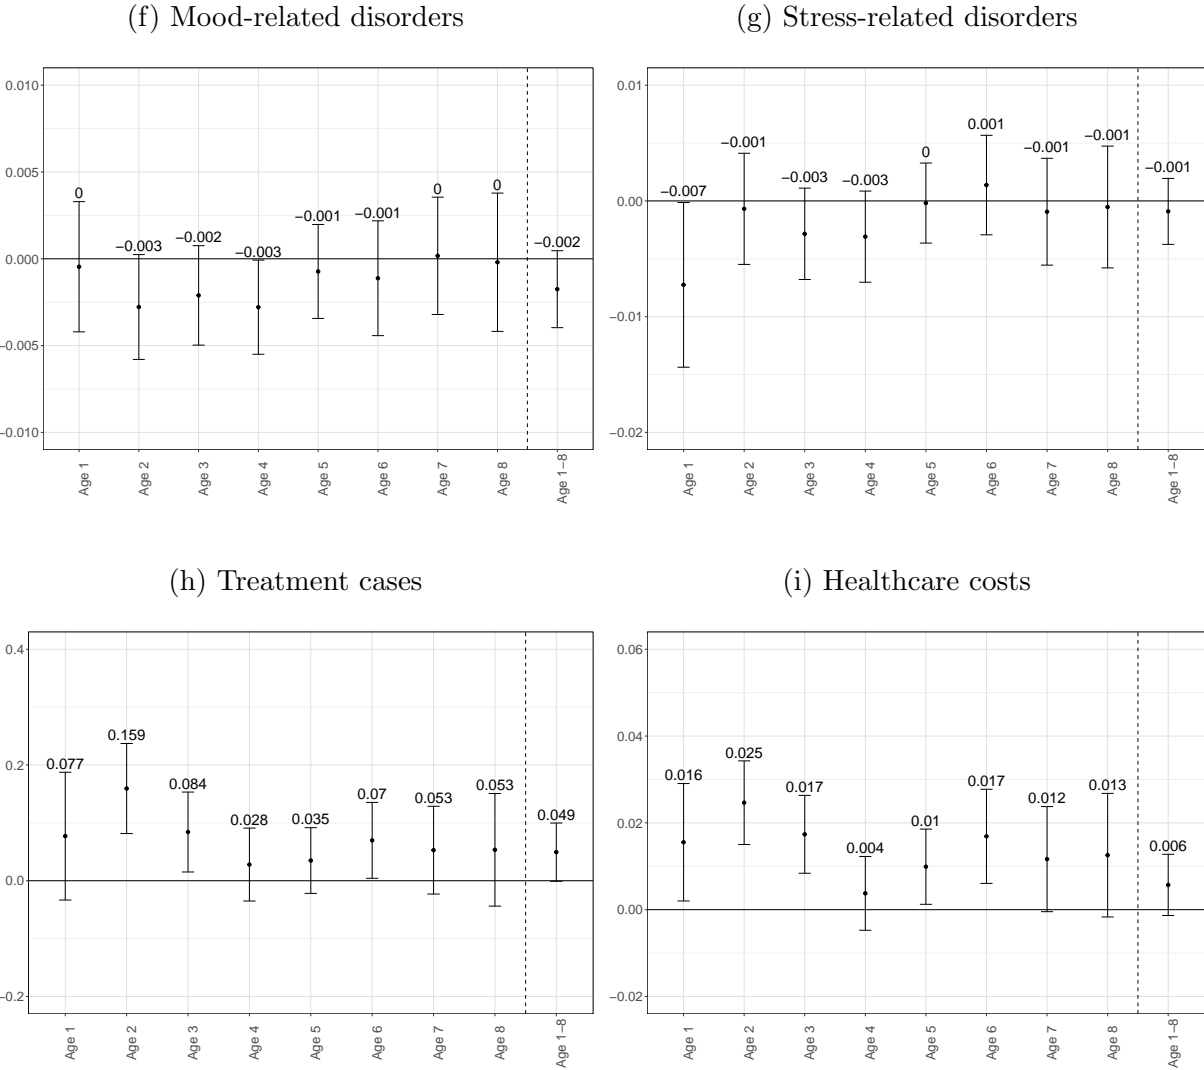 (f) Mood-related disorders
0.010
0.005
0.000
−0.005
−0.010
0
−0.003
−0.002
−0.003
−0.001
−0.001
0
0
−0.002
Age 1
Age 2
Age 3
Age 4
Age 5
Age 6
Age 7
Age 8
Age 1−8
(g) Stress-related disorders
0.01
0.00
−0.01
−0.02
−0.007
−0.001
−0.003
−0.003
0
0.001
−0.001
−0.001
−0.001
Age 1
Age 2
Age 3
Age 4
Age 5
Age 6
Age 7
Age 8
Age 1−8
(h) Treatment cases
0.4
0.2
0.0
−0.2
0.077
0.159
0.084
0.028
0.035
0.07
0.053
0.053
0.049
Age 1
Age 2
Age 3
Age 4
Age 5
Age 6
Age 7
Age 8
Age 1−8
(i) Healthcare costs
0.06
0.04
0.02
0.00
−0.02
0.016
0.025
0.017
0.004
0.01
0.017
0.012
0.013
0.006
Age 1
Age 2
Age 3
Age 4
Age 5
Age 6
Age 7
Age 8
Age 1−8